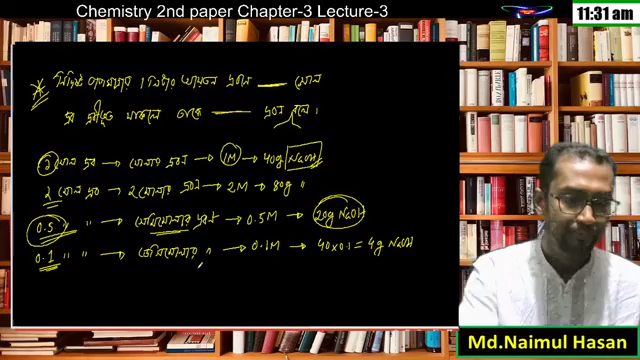 Chemistry 2nd paper Chapter-3 Lecture-3
11:31 am
নির্দিষ্ট তাপমাত্রায় 1 লিটার আয়তন দ্রবণে ___ মোল
দ্রব দ্রবীভূত থাকলে তাকে ___ দ্রবণ বলে।
1 মোল দ্রব → মোলার দ্রবণ → 1M → 40g NaOH
2 মোল দ্রব → 2 মোলার দ্রবণ → 2M → 80g "
0.5 " " → সেমিমোলার দ্রবণ → 0.5M → 20g NaOH
0.1 " " → ডেসিমোলার " → 0.1M → 40×0.1 = 4g NaOH
Md.Naimul Hasan